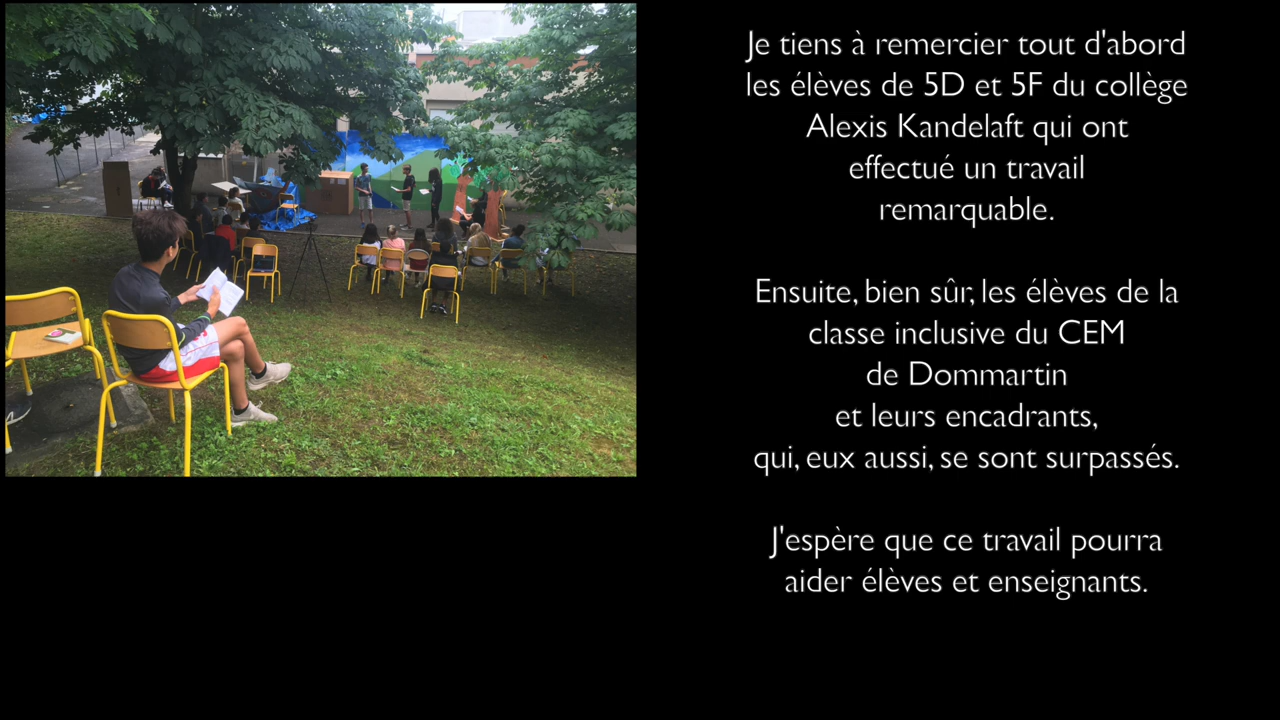 Je tiens à remercier tout d'abord
les élèves de 5D et 5F du collège
Alexis Kandelaft qui ont
effectué un travail
remarquable.
Ensuite, bien sûr, les élèves de la
classe inclusive du CEM
de Dommartin
et leurs encadrants,
qui, eux aussi, se sont surpassés.
J'espère que ce travail pourra
aider élèves et enseignants.